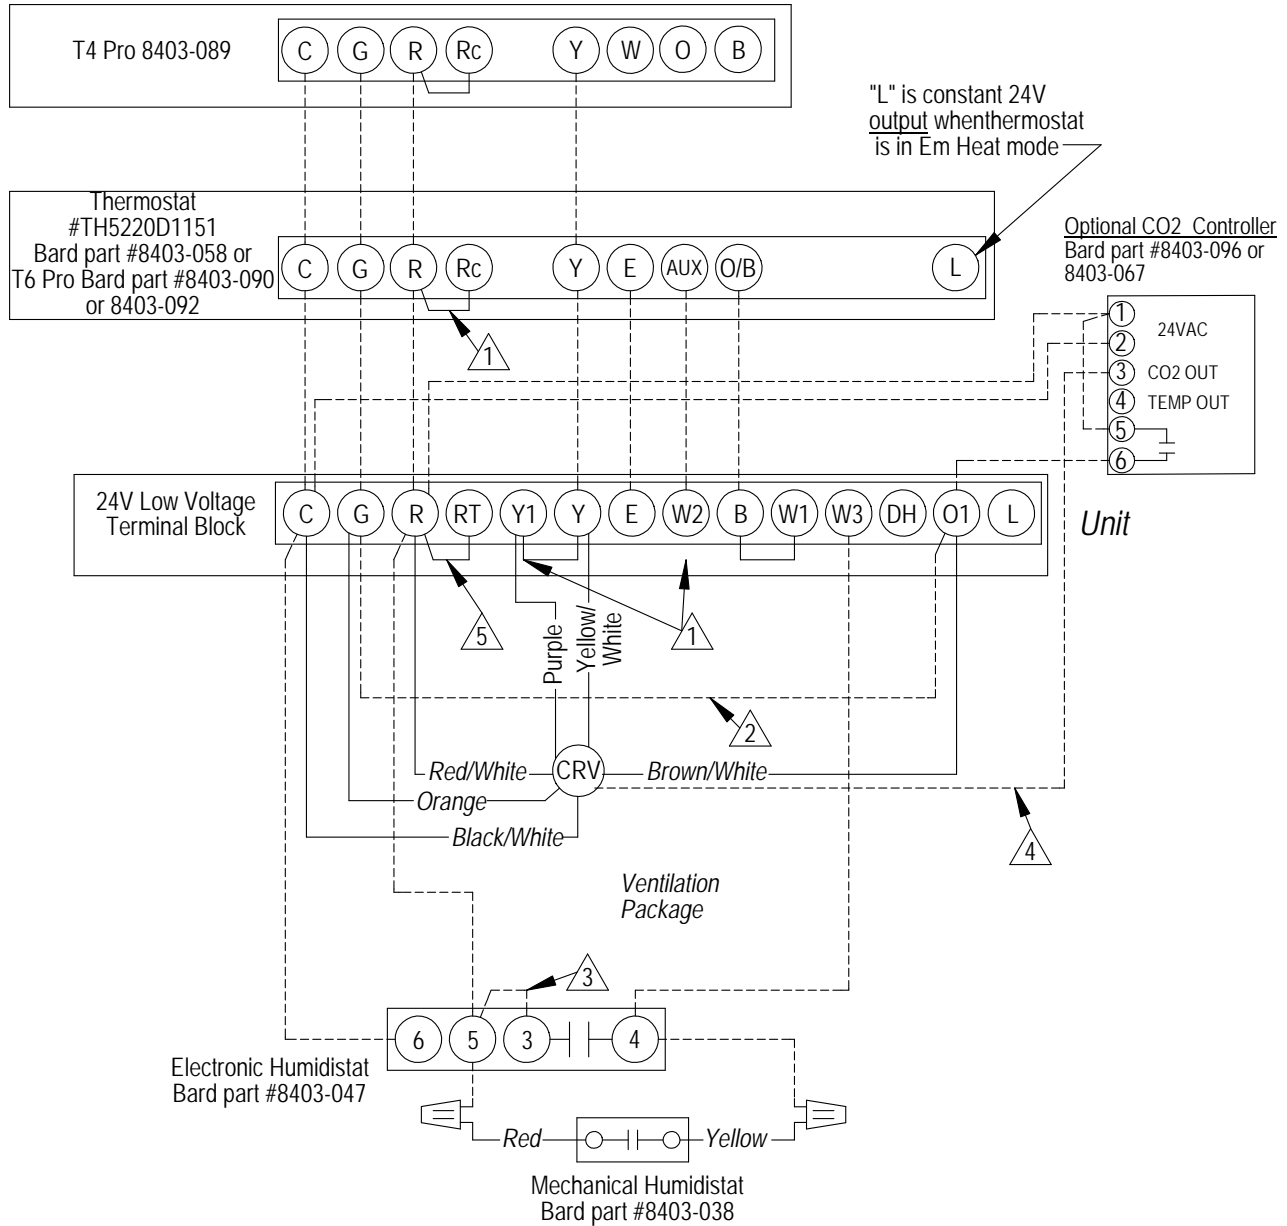 T4 Pro 8403-089
C G R Rc Y W O B
"L" is constant 24V
output whenthermostat
is in Em Heat mode
Thermostat
#TH5220D1151
Bard part #8403-058 or
T6 Pro Bard part #8403-090
or 8403-092
C G R Rc Y E AUX O/B L
1
Optional CO2 Controller
Bard part #8403-096 or
8403-067
1
24VAC
2
3 CO2 OUT
4 TEMP OUT
5
6
24V Low Voltage
Terminal Block
C G R RT Y1 Y E W2 B W1 W3 DH O1 L
Unit
5
1
Purple
Yellow/
White
2
Red/White
CRV
Brown/White
Orange
Black/White
4
Ventilation
Package
3
6 5 3 4
Electronic Humidistat
Bard part #8403-047
Red
Yellow
Mechanical Humidistat
Bard part #8403-038